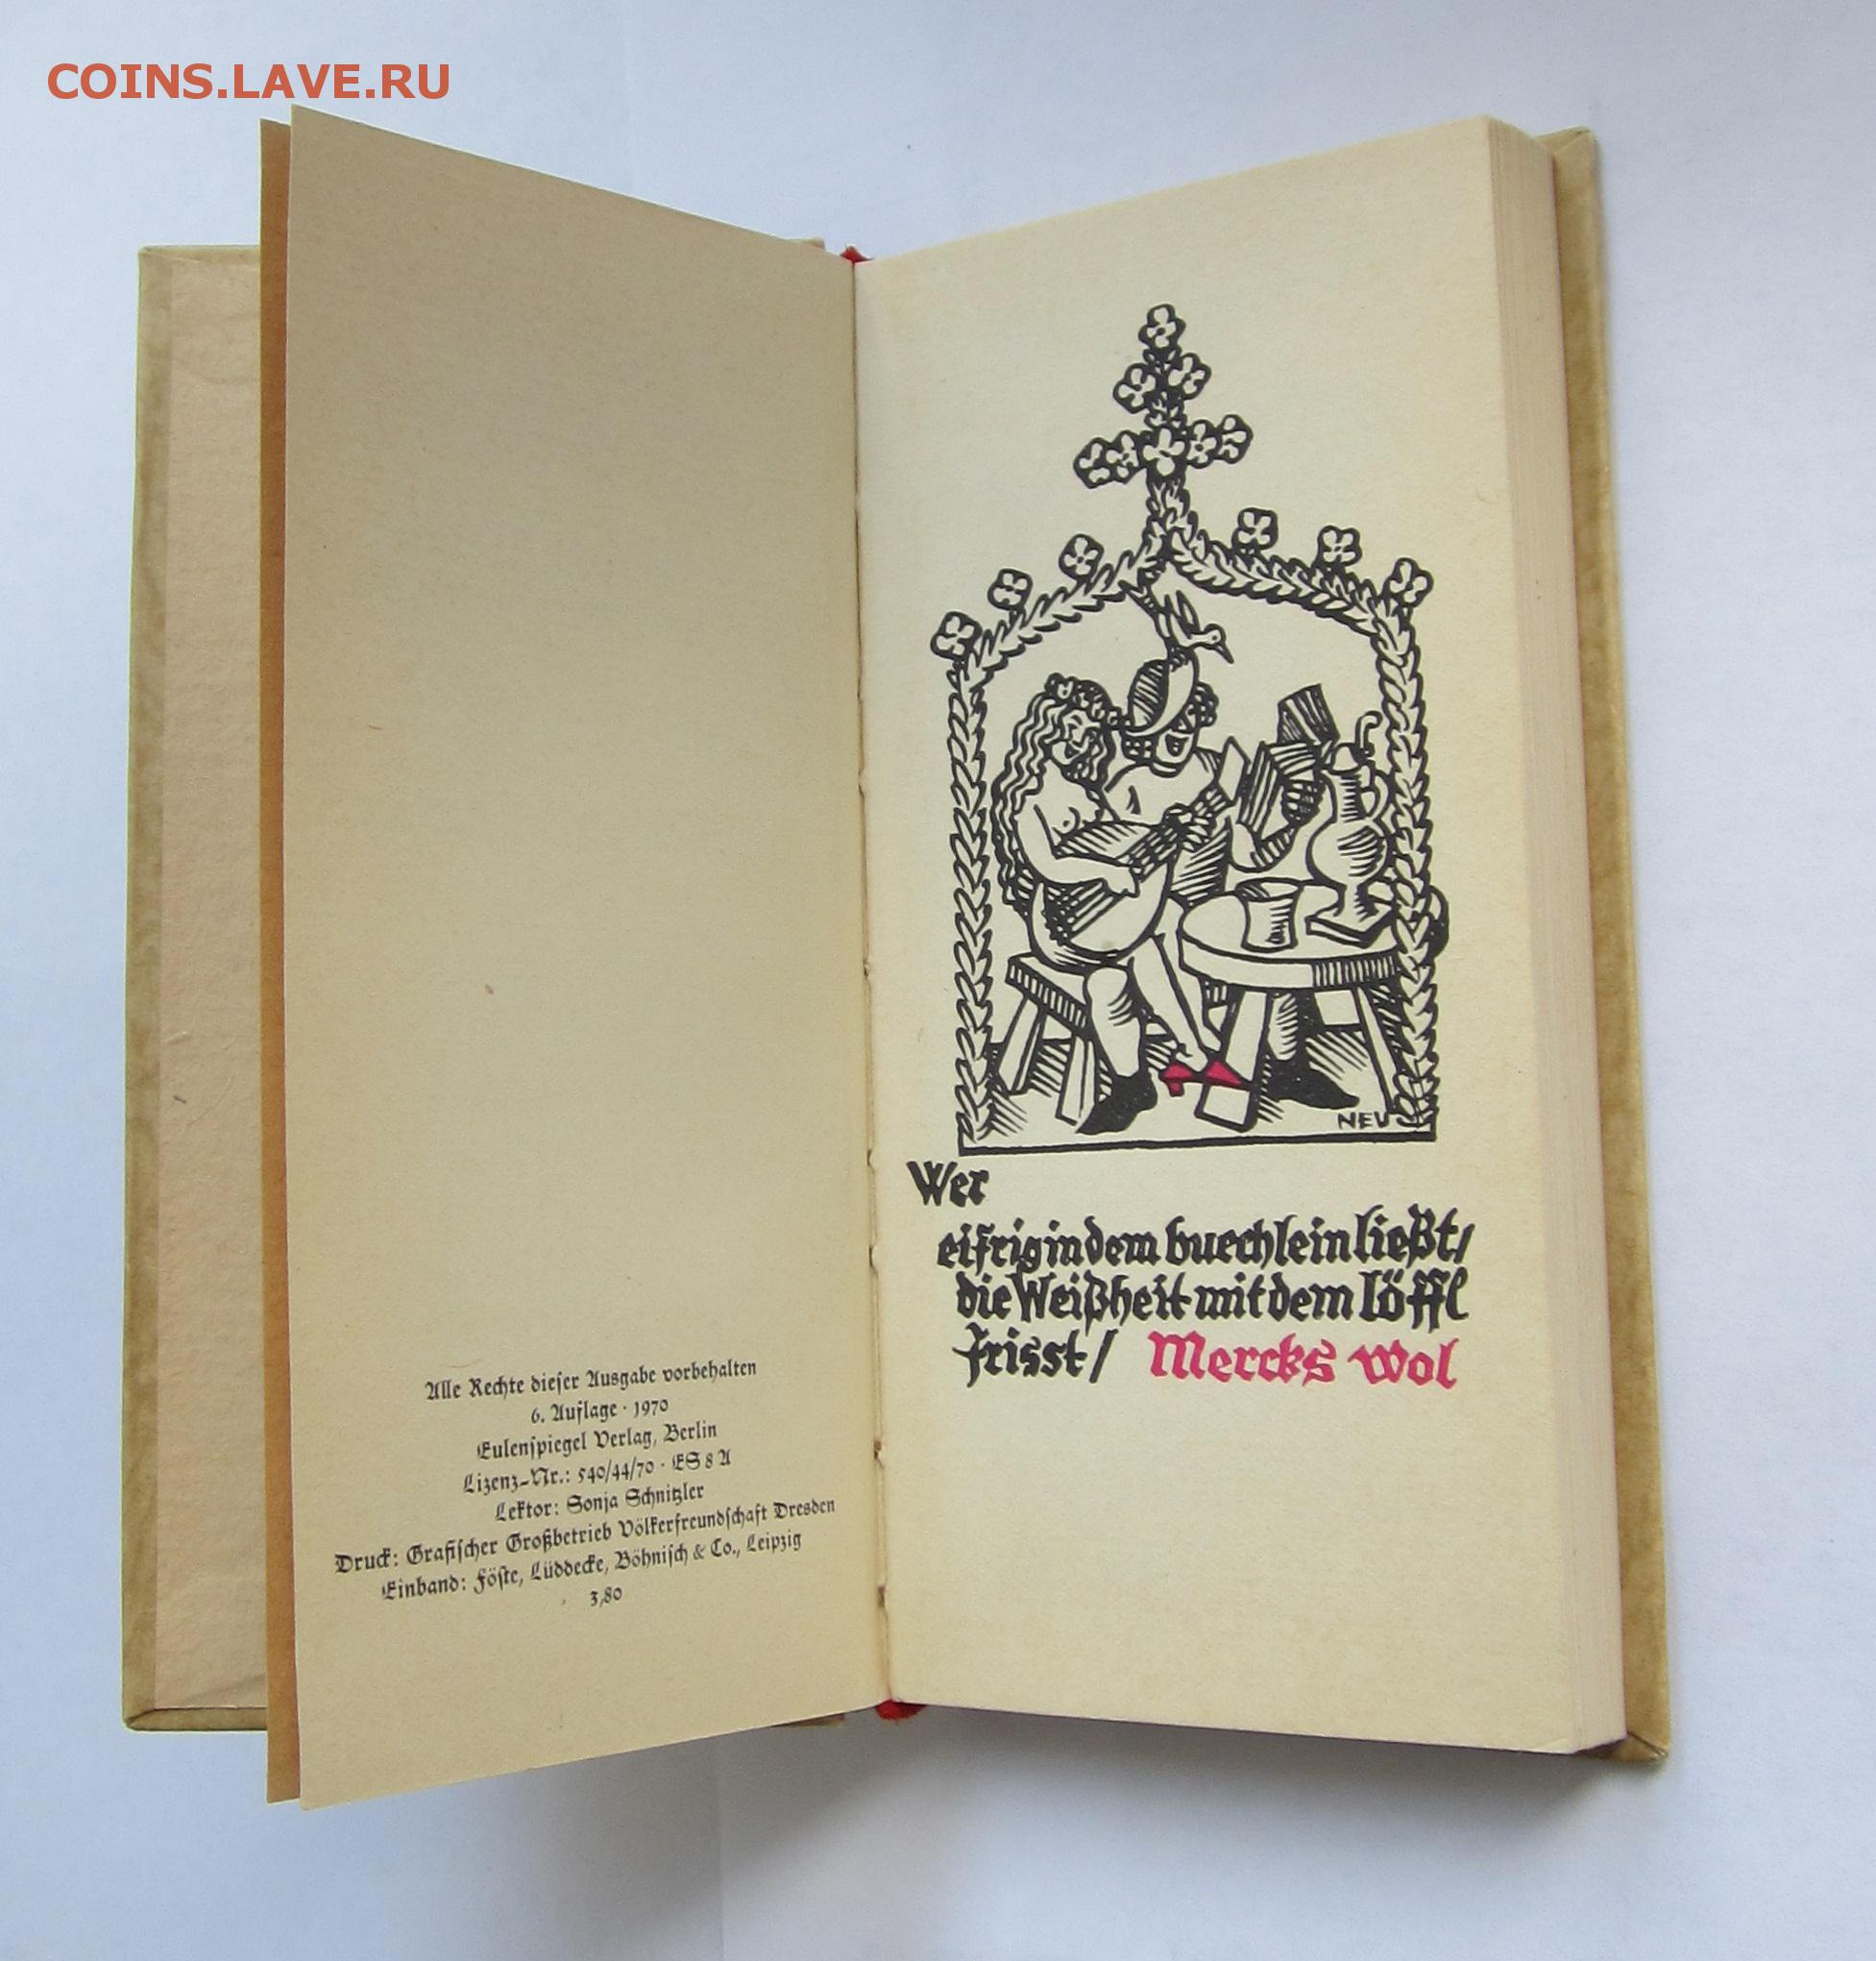 COINS.LAVE.RU
Alle Rechte dieser Ausgabe vorbehalten
6. Auflage · 1970
Eulenspiegel Verlag, Berlin
Lizenz-Nr.: 540/44/70 · ES 8 A
Lektor: Sonja Schnitzler
Druck: Grafischer Großbetrieb Völkerfreundschaft Dresden
Einband: Föste, Lüddecke, Böhnisch & Co., Leipzig
3,80
NEU
Wer
eifrig in dem buechlein ließt/
die Weißheit mit dem löffl
frisst/ Mercks wol